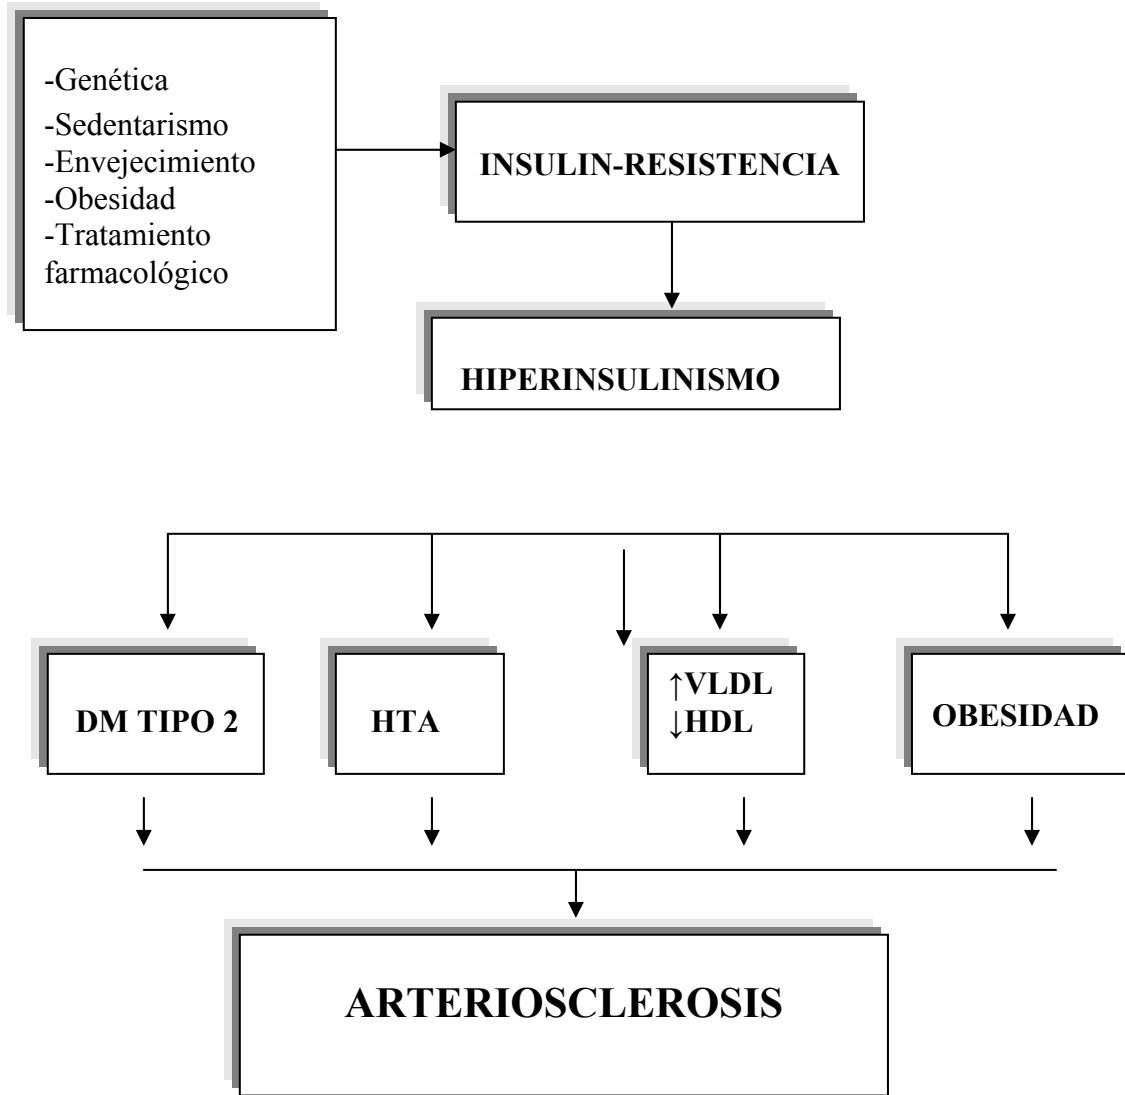 -Genética
-Sedentarismo
-Envejecimiento
-Obesidad
-Tratamiento
farmacológico
INSULIN-RESISTENCIA
HIPERINSULINISMO
DM TIPO 2
HTA
↑VLDL
↓HDL
OBESIDAD
ARTERIOSCLEROSIS